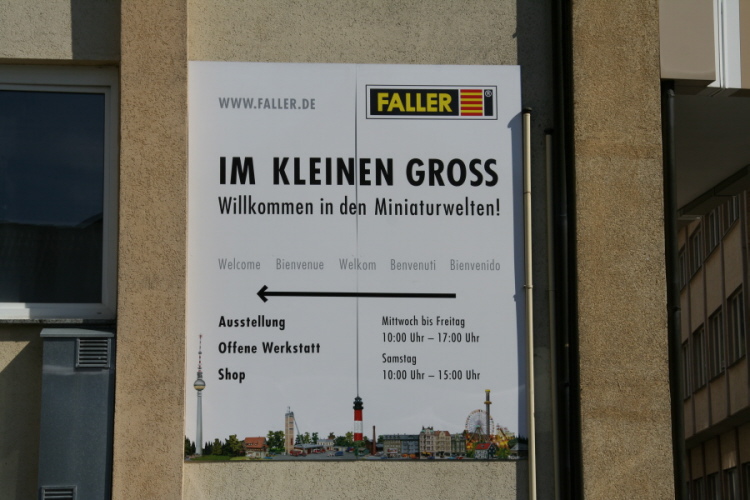 WWW.FALLER.DE
FALLER ®
IM KLEINEN GROSS
Willkommen in den Miniaturwelten!
Welcome Bienvenue Welkom Benvenuti Bienvenido
Ausstellung
Offene Werkstatt
Shop
Mittwoch bis Freitag
10:00 Uhr – 17:00 Uhr
Samstag
10:00 Uhr – 15:00 Uhr